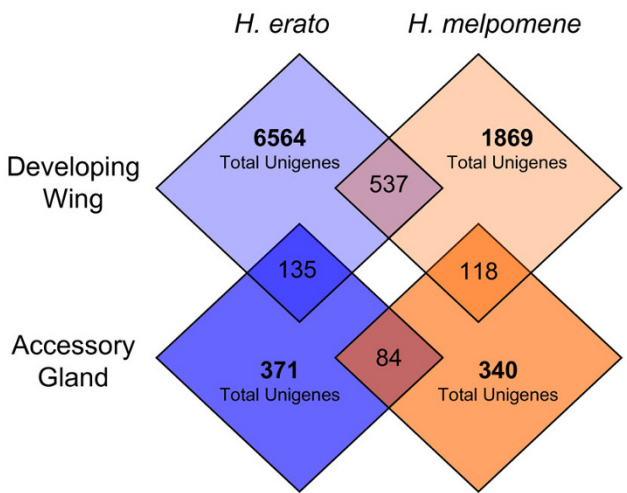 H. erato
H. melpomene
6564
Total Unigenes
1869
Total Unigenes
Developing
Wing
537
135
118
Accessory
Gland
84
371
Total Unigenes
340
Total Unigenes